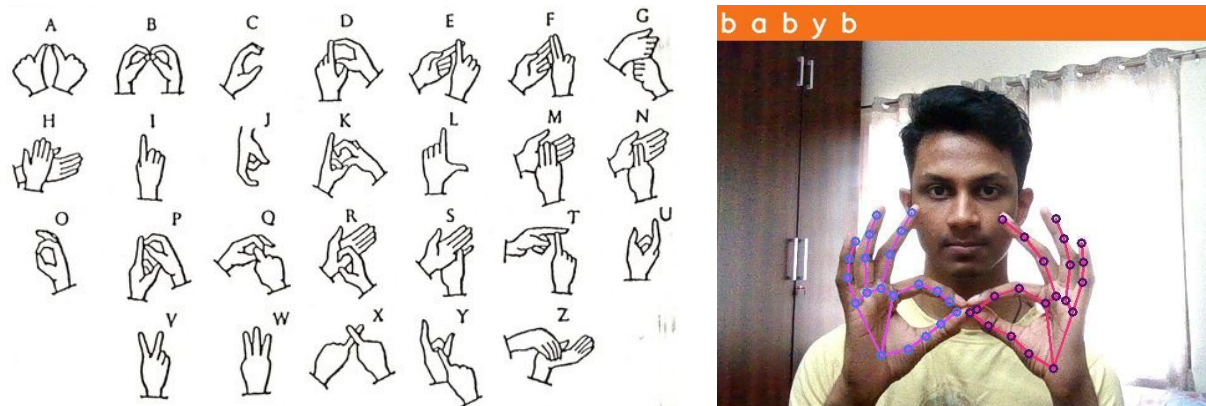 A B C D E F G
H I J K L M N
O P Q R S T U
V W X Y Z
b a b y b